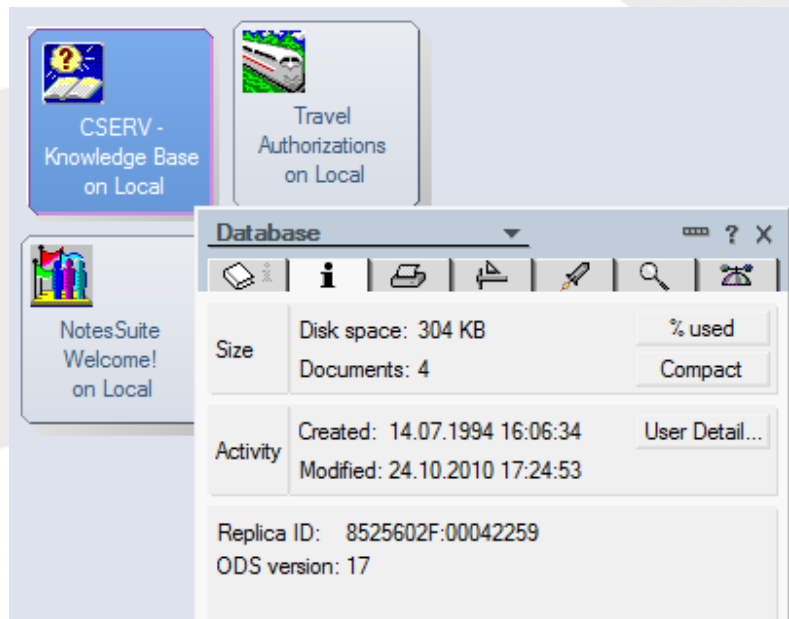 CSERV -
Knowledge Base
on Local
Travel
Authorizations
on Local
NotesSuite
Welcome!
on Local
Database
? X
i
Size
Disk space: 304 KB
% used
Documents: 4
Compact
Activity
Created: 14.07.1994 16:06:34
User Detail...
Modified: 24.10.2010 17:24:53
Replica ID: 8525602F:00042259
ODS version: 17